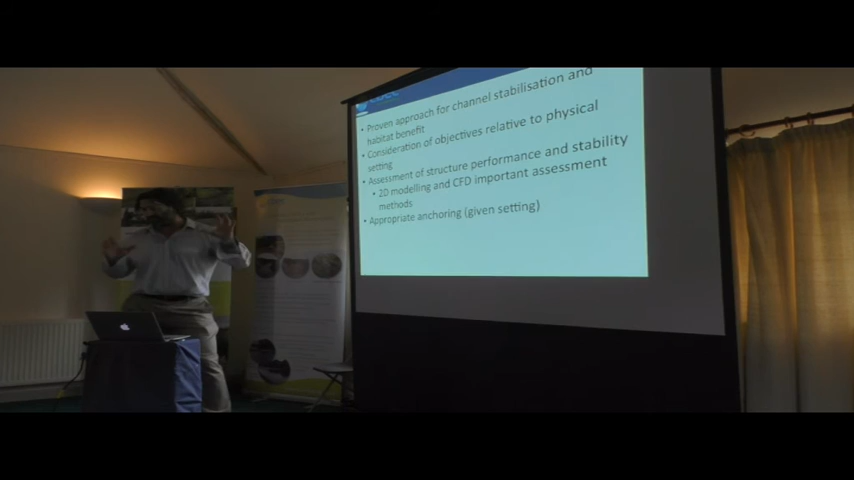 • Proven approach for channel stabilisation and
habitat benefit
• Consideration of objectives relative to physical
setting
• Assessment of structure performance and stability
• 2D modelling and CFD important assessment
methods
• Appropriate anchoring (given setting)